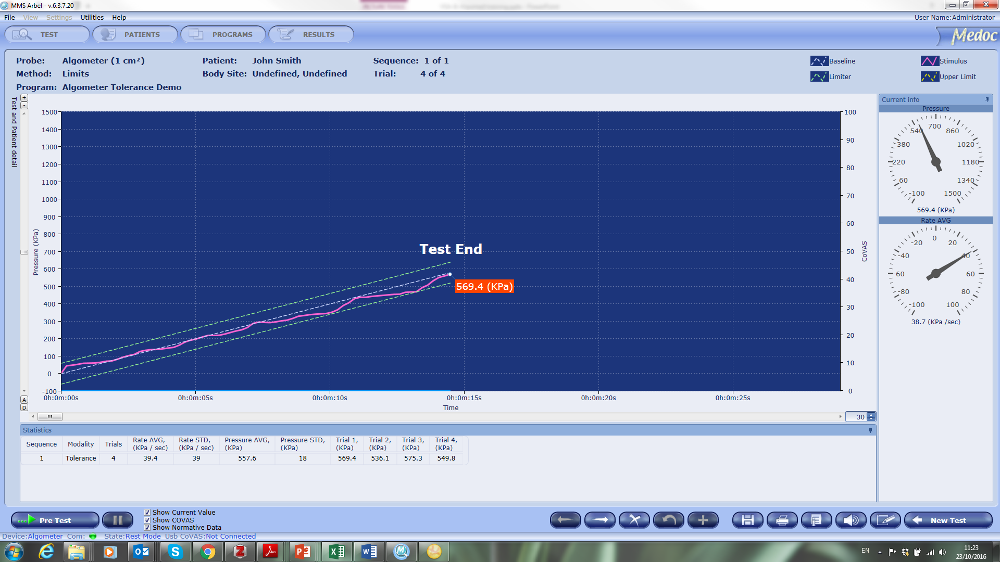 MMS Arbel - v.6.3.7.20
File View Settings Utilities Help
User Name:Administrator
TEST PATIENTS PROGRAMS RESULTS
Medoc
Probe: Algometer (1 cm²) Patient: John Smith Sequence: 1 of 1
Method: Limits Body Site: Undefined, Undefined Trial: 4 of 4
Program: Algometer Tolerance Demo
Baseline Stimulus
Limiter Upper Limit
Test and Patient detail
+
-
A
D
Pressure (KPa)
1500
1400
1300
1200
1100
1000
900
800
700
600
500
400
300
200
100
0
-100
Test End
569.4 (KPa)
100
90
80
70
60
50
40
30
20
10
0
CoVAS
0h:0m:00s 0h:0m:05s 0h:0m:10s 0h:0m:15s 0h:0m:20s 0h:0m:25s
Time
30
Current info
Pressure
-100 60 220 380 540 700 860 1020 1180 1340 1500
569.4 (KPa)
Rate AVG
-100 -80 -60 -40 -20 0 20 40 60 80 100
38.7 (KPa /sec)
Statistics
Sequence Modality Trials Rate AVG, (KPa / sec) Rate STD, (KPa / sec) Pressure AVG, (KPa) Pressure STD, (KPa) Trial 1, (KPa) Trial 2, (KPa) Trial 3, (KPa) Trial 4, (KPa)
1 Tolerance 4 39.4 39 557.6 18 569.4 536.1 575.3 549.8
Pre Test
Show Current Value
Show COVAS
Show Normative Data
New Test
Device:Algometer Com: State:Rest Mode Usb CoVAS:Not Connected
EN
11:23
23/10/2016